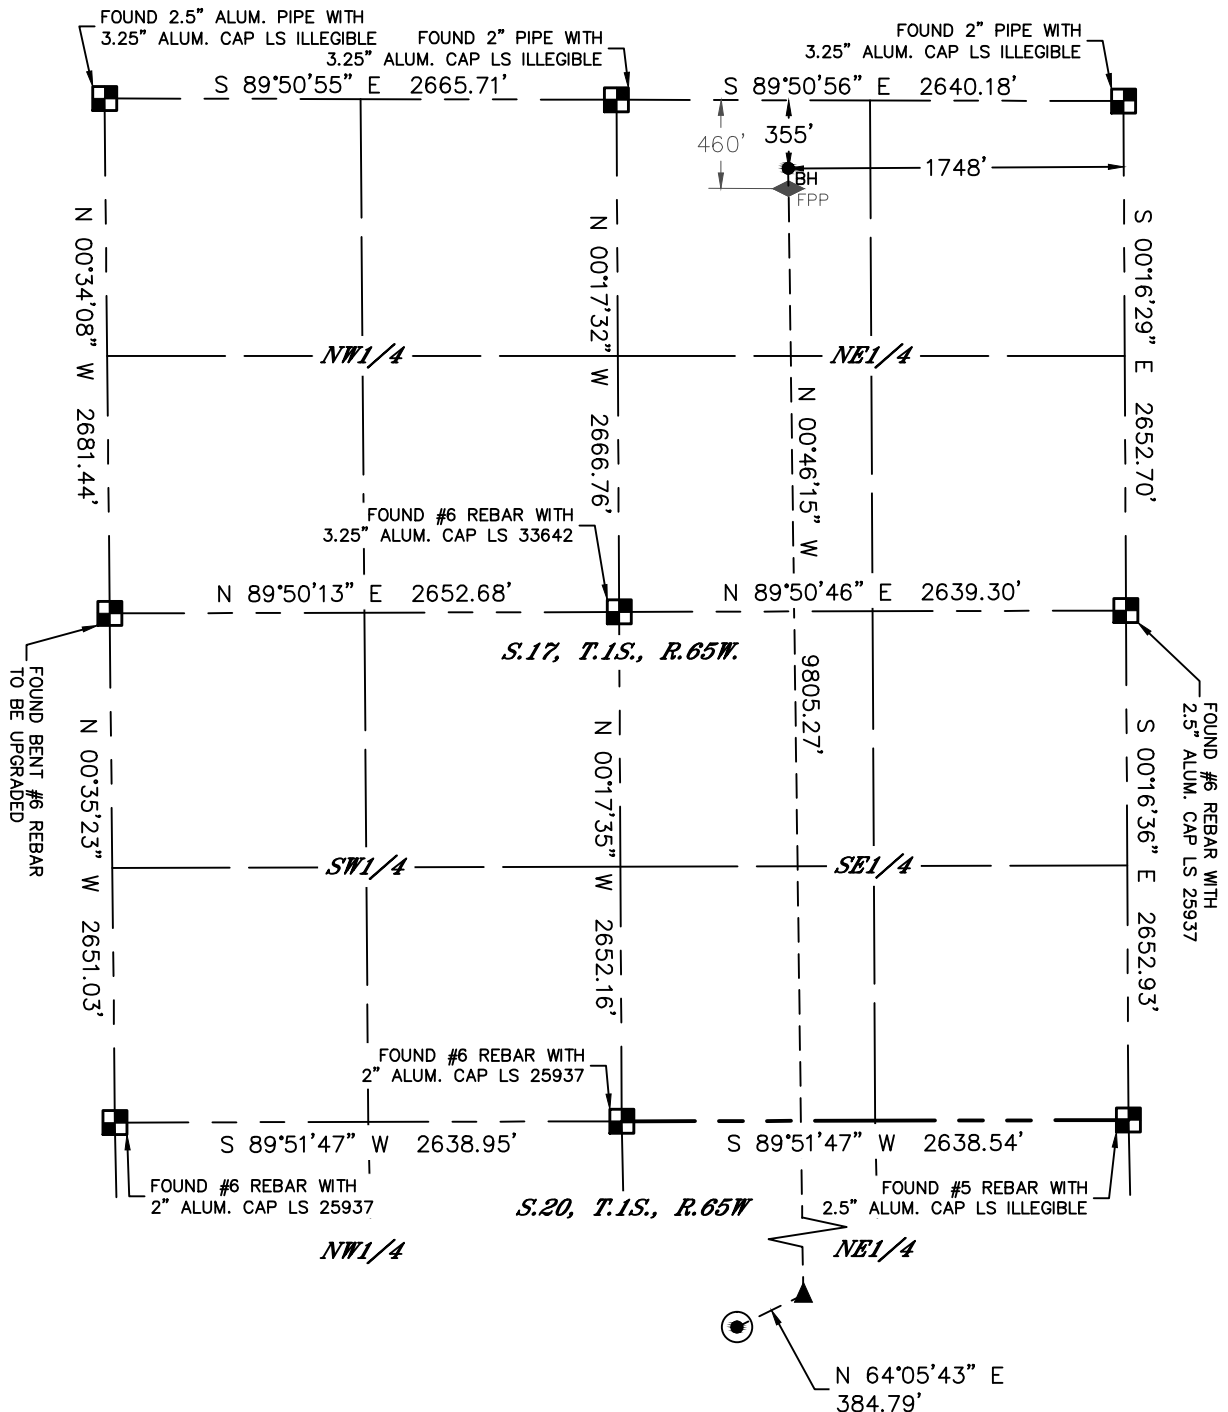 FOUND 2.5" ALUM. PIPE WITH
3.25" ALUM. CAP LS ILLEGIBLE
FOUND 2" PIPE WITH
3.25" ALUM. CAP LS ILLEGIBLE
FOUND 2" PIPE WITH
3.25" ALUM. CAP LS ILLEGIBLE
S 89°50'55" E 2665.71'
S 89°50'56" E 2640.18'
460'
355'
1748'
BH
FPP
N 00°34'08" W 2681.44'
N 00°17'32" W 2666.76'
S 00°16'29" E 2652.70'
NW1/4
NE1/4
N 00°46'15" W 9805.27'
FOUND #6 REBAR WITH
3.25" ALUM. CAP LS 33642
N 89°50'13" E 2652.68'
N 89°50'46" E 2639.30'
S.17, T.1S., R.65W.
FOUND BENT #6 REBAR
TO BE UPGRADED
FOUND #6 REBAR WITH
2.5" ALUM. CAP LS 25937
N 00°35'23" W 2651.03'
N 00°17'35" W 2652.16'
S 00°16'36" E 2652.93'
SW1/4
SE1/4
FOUND #6 REBAR WITH
2" ALUM. CAP LS 25937
S 89°51'47" W 2638.95'
S 89°51'47" W 2638.54'
FOUND #6 REBAR WITH
2" ALUM. CAP LS 25937
FOUND #5 REBAR WITH
2.5" ALUM. CAP LS ILLEGIBLE
S.20, T.1S., R.65W
NW1/4
NE1/4
N 64°05'43" E
384.79'